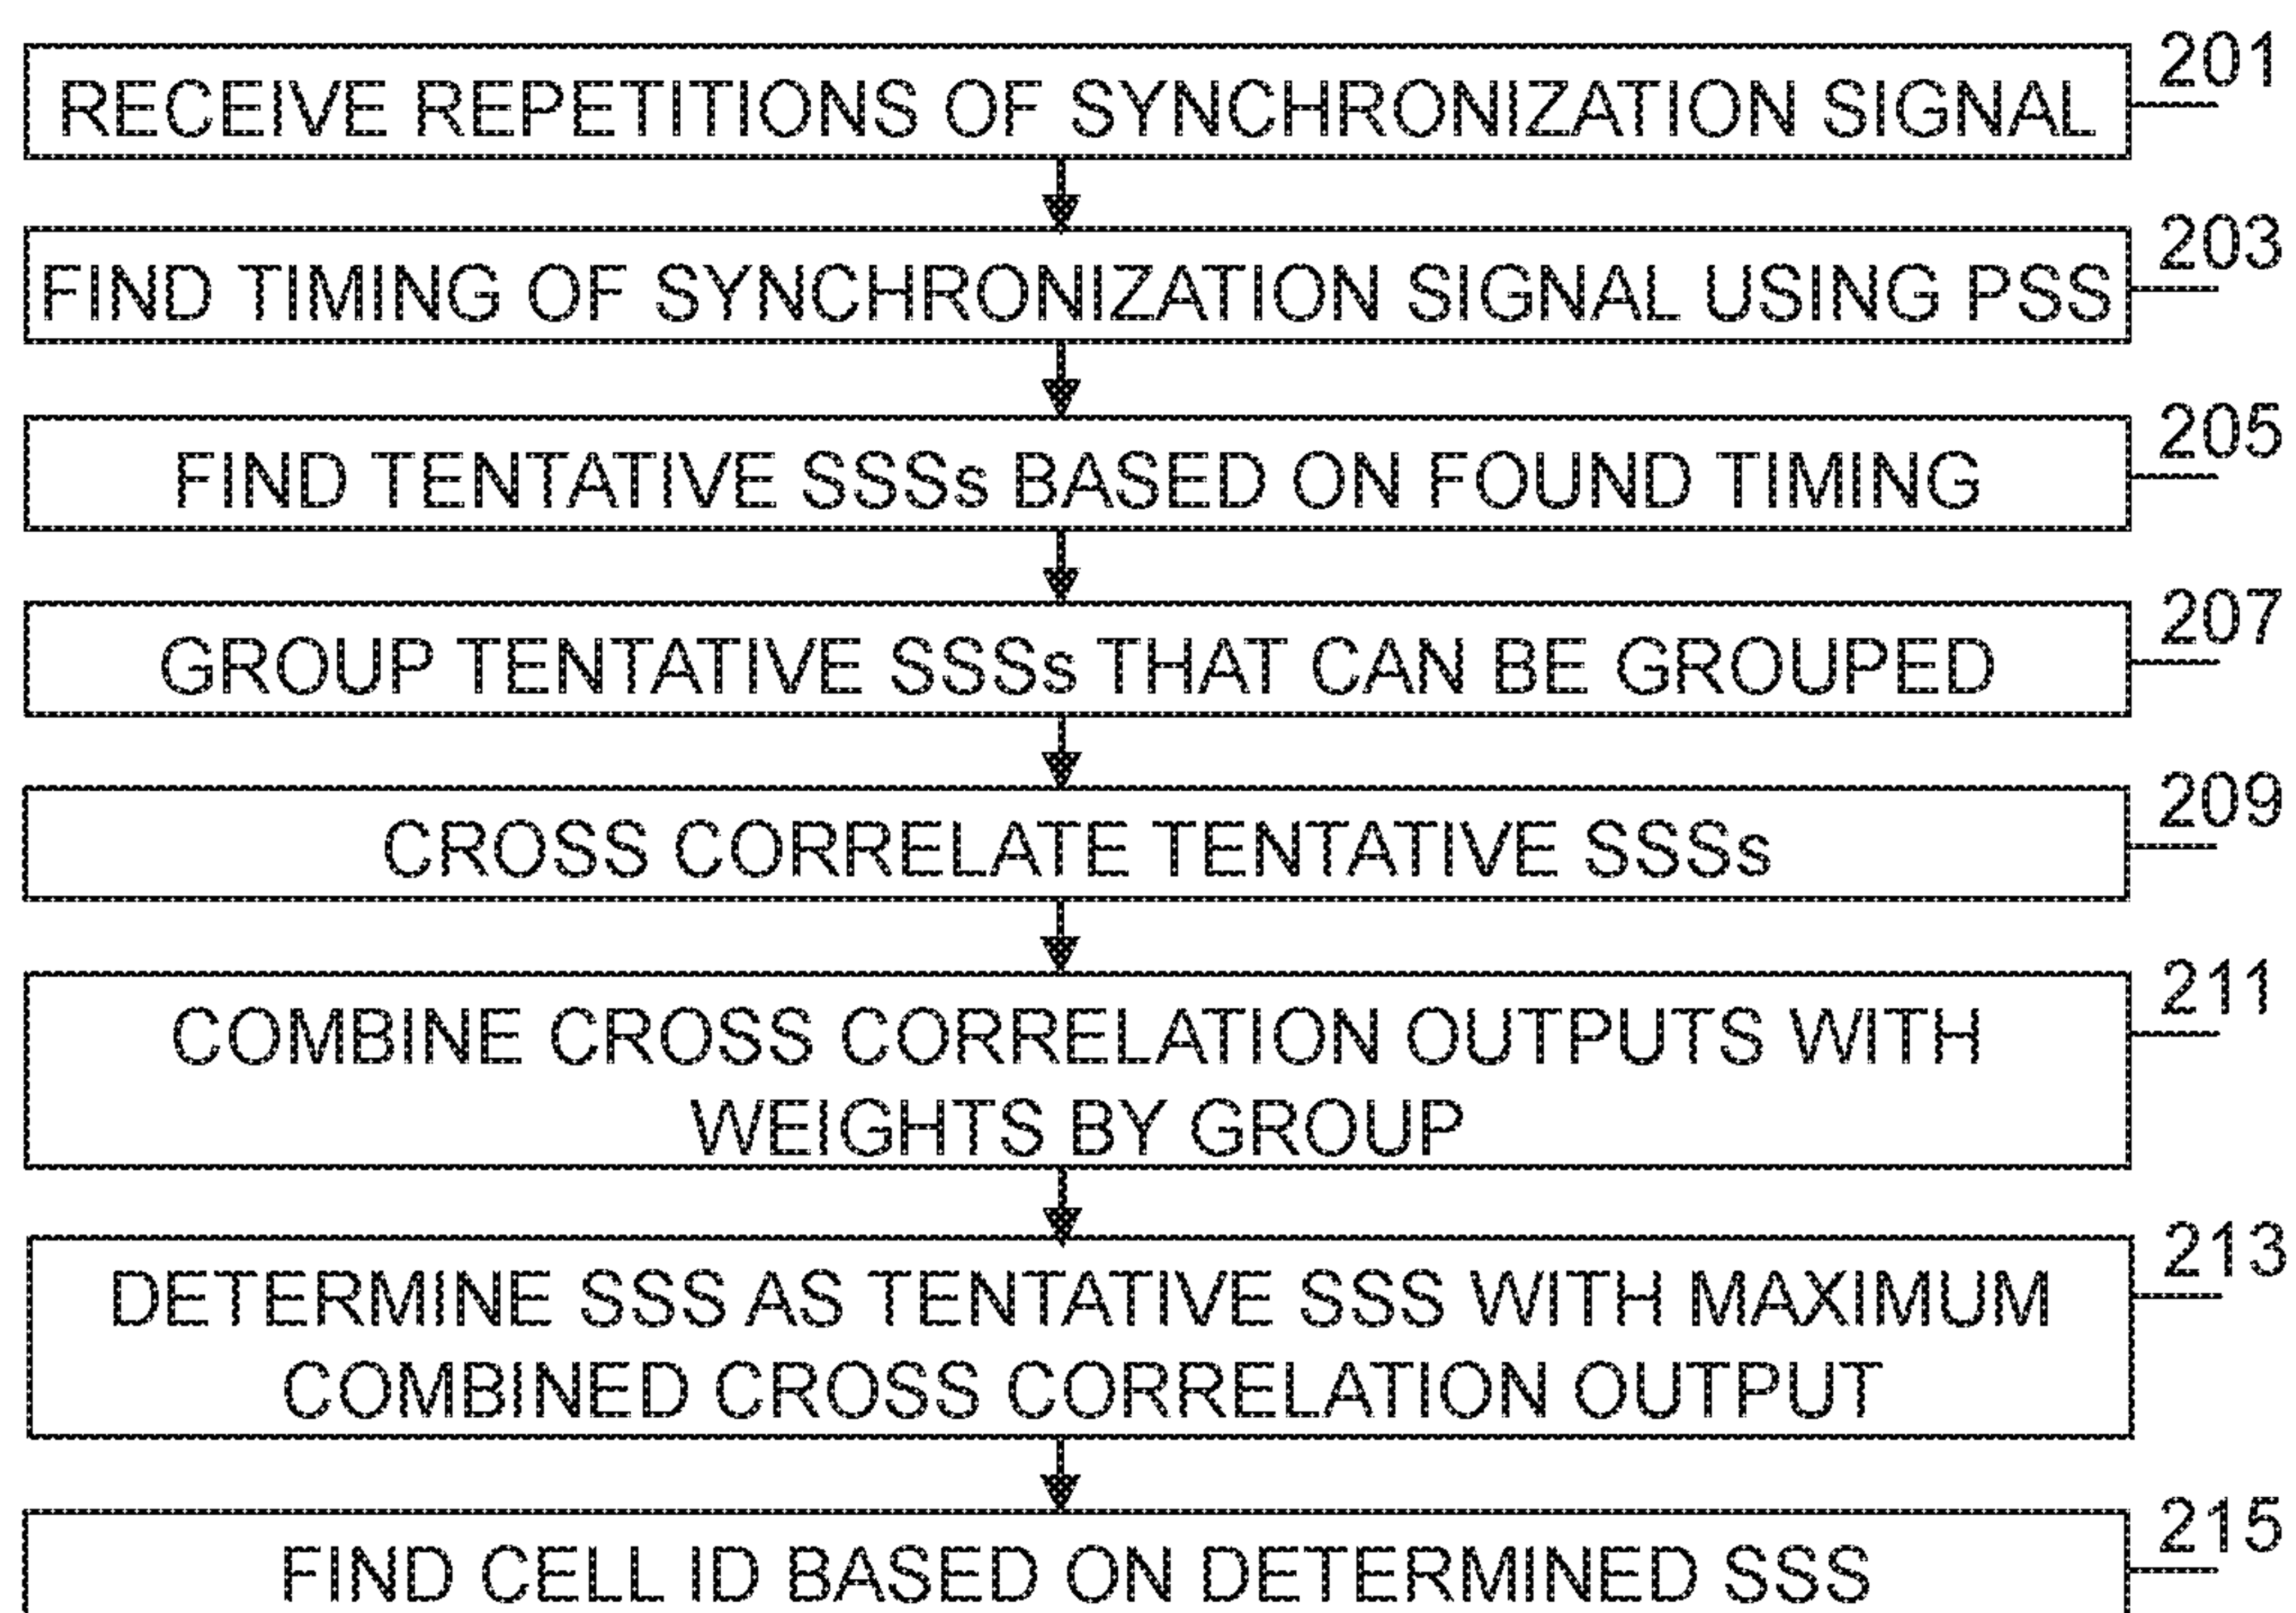 RECEIVE REPETITIONS OF SYNCHRONIZATION SIGNAL 201
FIND TIMING OF SYNCHRONIZATION SIGNAL USING PSS 203
FIND TENTATIVE SSSs BASED ON FOUND TIMING 205
GROUP TENTATIVE SSSs THAT CAN BE GROUPED 207
CROSS CORRELATE TENTATIVE SSSs 209
COMBINE CROSS CORRELATION OUTPUTS WITH 211
WEIGHTS BY GROUP
DETERMINE SSS AS TENTATIVE SSS WITH MAXIMUM 213
COMBINED CROSS CORRELATION OUTPUT
FIND CELL ID BASED ON DETERMINED SSS 215